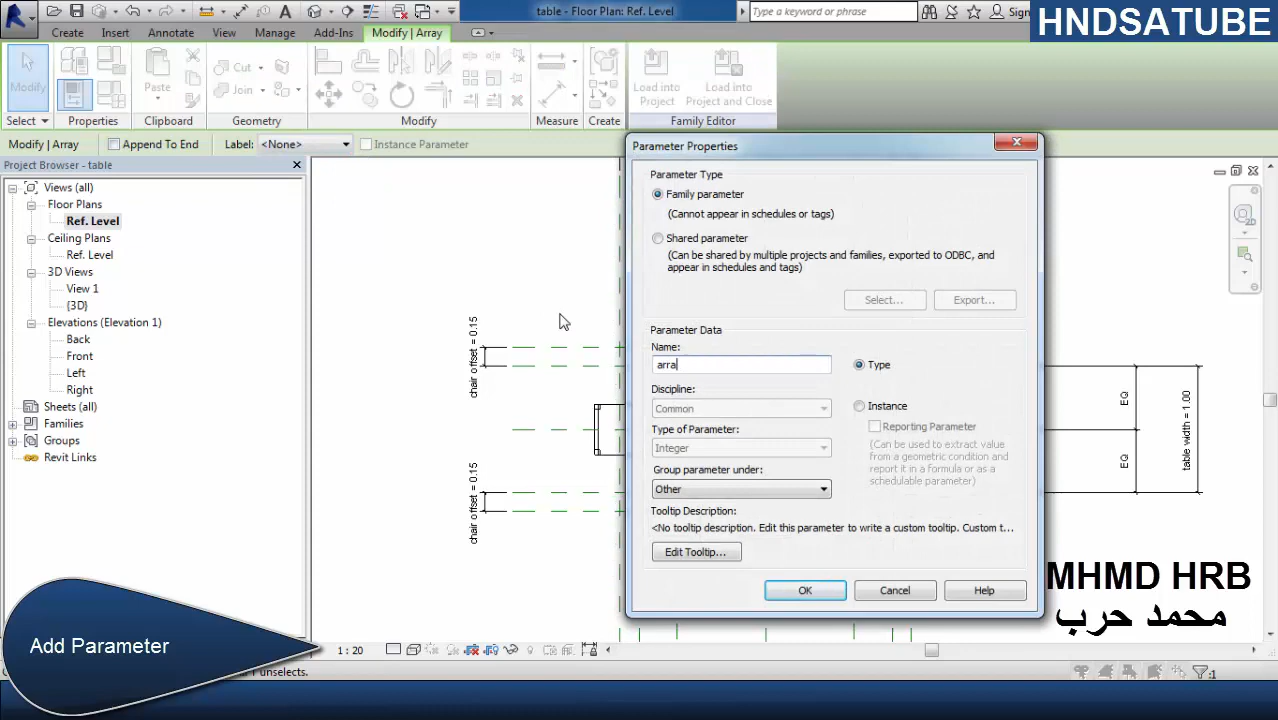 table - Floor Plan: Ref. Level
Type a keyword or phrase
Sign
HNDSATUBE
Create
Insert
Annotate
View
Manage
Add-Ins
Modify | Array
Modify
Paste
Cut
Join
Load into
Project
Load into
Project and Close
Select
Properties
Clipboard
Geometry
Modify
Measure
Create
Family Editor
Modify | Array
Append To End
Label: <None>
Instance Parameter
Project Browser - table
Views (all)
Floor Plans
Ref. Level
Ceiling Plans
Ref. Level
3D Views
View 1
{3D}
Elevations (Elevation 1)
Back
Front
Left
Right
Sheets (all)
Families
Groups
Revit Links
chair offset = 0.15
chair offset = 0.15
Parameter Properties
Parameter Type
Family parameter
(Cannot appear in schedules or tags)
Shared parameter
(Can be shared by multiple projects and families, exported to ODBC, and
appear in schedules and tags)
Select...
Export...
Parameter Data
Name:
arra
Type
Discipline:
Common
Instance
Reporting Parameter
Type of Parameter:
Integer
(Can be used to extract value
from a geometric condition and
report it in a formula or as a
schedulable parameter)
Group parameter under:
Other
Tooltip Description:
<No tooltip description. Edit this parameter to write a custom tooltip. Custom t...
Edit Tooltip...
OK
Cancel
Help
EQ
EQ
table width = 1.00
2D
MHMD HRB
محمد حرب
Add Parameter
1 : 20
unselects.
:1